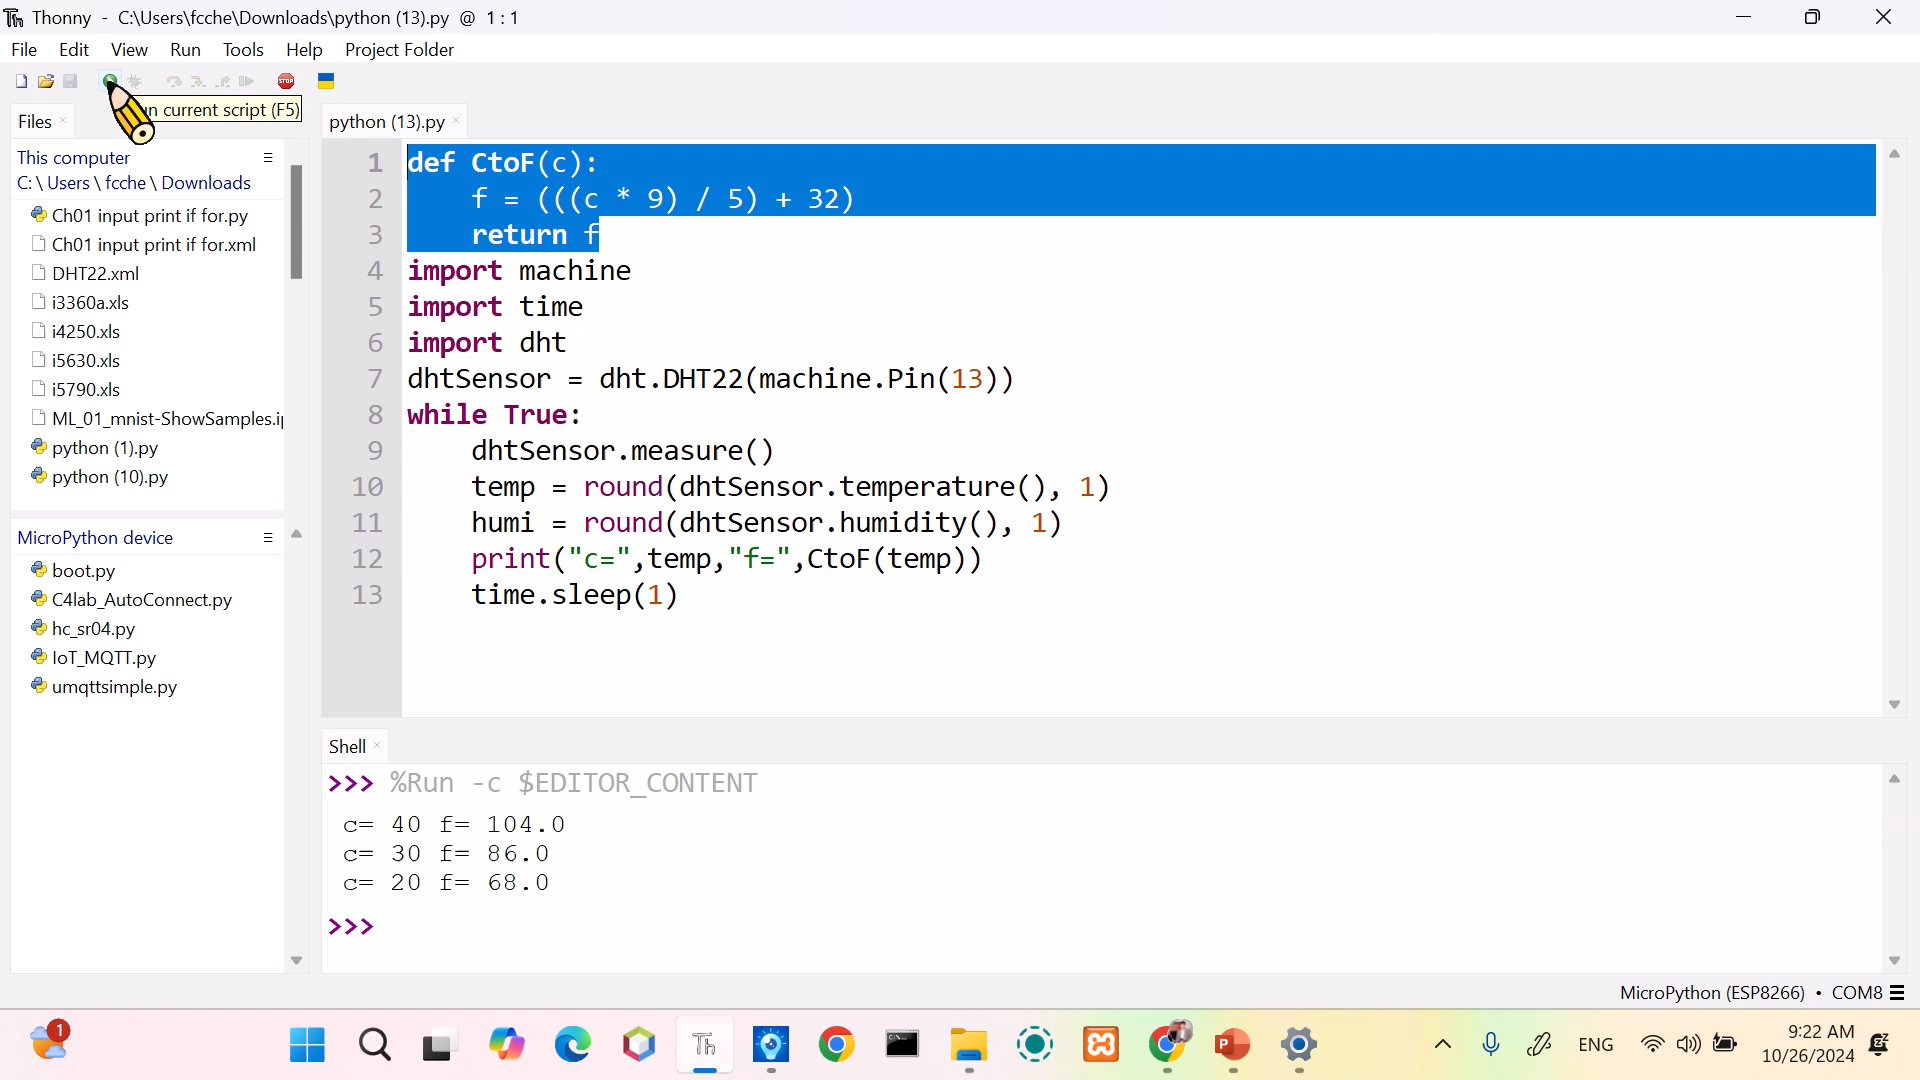 Thonny - C:\Users\fcche\Downloads\python (13).py @ 1 : 1
File Edit View Run Tools Help Project Folder
STOP
current script (F5)
Files
python (13).py
This computer
C: \ Users \ fcche \ Downloads
Ch01 input print if for.py
Ch01 input print if for.xml
DHT22.xml
i3360a.xls
i4250.xls
i5630.xls
i5790.xls
ML_01_mnist-ShowSamples.i
python (1).py
python (10).py
MicroPython device
boot.py
C4lab_AutoConnect.py
hc_sr04.py
IoT_MQTT.py
umqttsimple.py
1 def CtoF(c):
2 f = (((c * 9) / 5) + 32)
3 return f
4 import machine
5 import time
6 import dht
7 dhtSensor = dht.DHT22(machine.Pin(13))
8 while True:
9 dhtSensor.measure()
10 temp = round(dhtSensor.temperature(), 1)
11 humi = round(dhtSensor.humidity(), 1)
12 print("c=",temp,"f=",CtoF(temp))
13 time.sleep(1)
Shell
>>> %Run -c $EDITOR_CONTENT
c= 40 f= 104.0
c= 30 f= 86.0
c= 20 f= 68.0
>>>
MicroPython (ESP8266) • COM8
1
Th
ENG
9:22 AM
10/26/2024